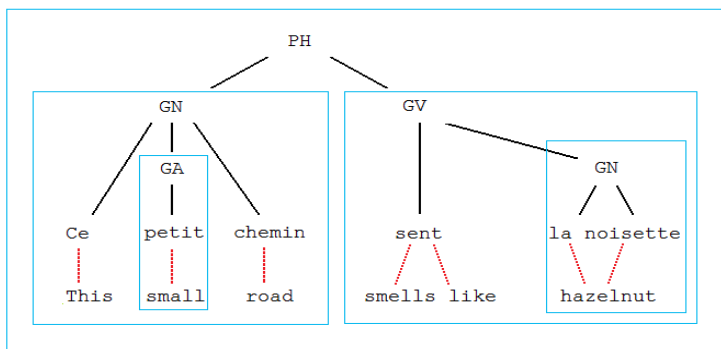 PH
GN GV
GA GN
Ce petit chemin sent la noisette
This small road smells like hazelnut